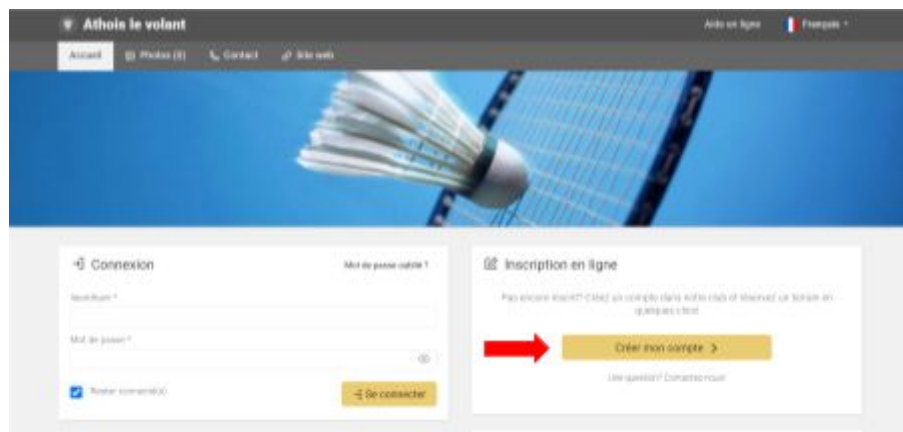 Athois le volant
Aide en ligne
Français
Accueil
Photos (8)
Contact
Site web
Connexion
Mot de passe oublié ?
Identifiant *
Mot de passe *
Rester connecté(e)
Se connecter
Inscription en ligne
Pas encore inscrit? Créez un compte dans notre club et réservez un terrain en
quelques clics!
Créer mon compte
Une question? Contactez-nous!